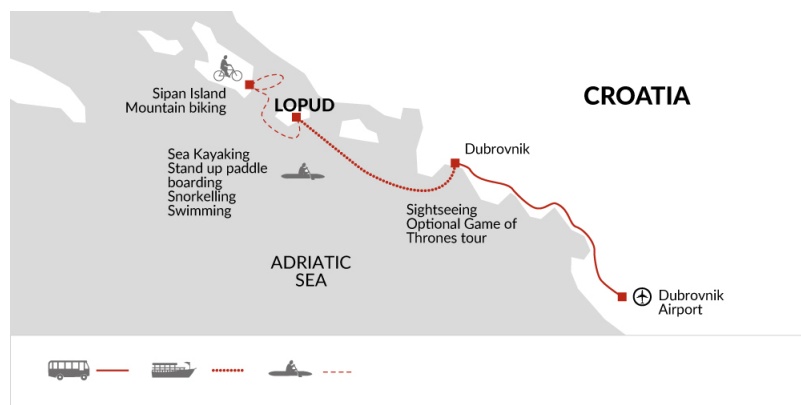 CROATIA
Sipan Island
Mountain biking
LOPUD
Dubrovnik
Sea Kayaking
Stand up paddle
boarding
Snorkelling
Swimming
Sightseeing
Optional Game of
Thrones tour
ADRIATIC
SEA
Dubrovnik
Airport